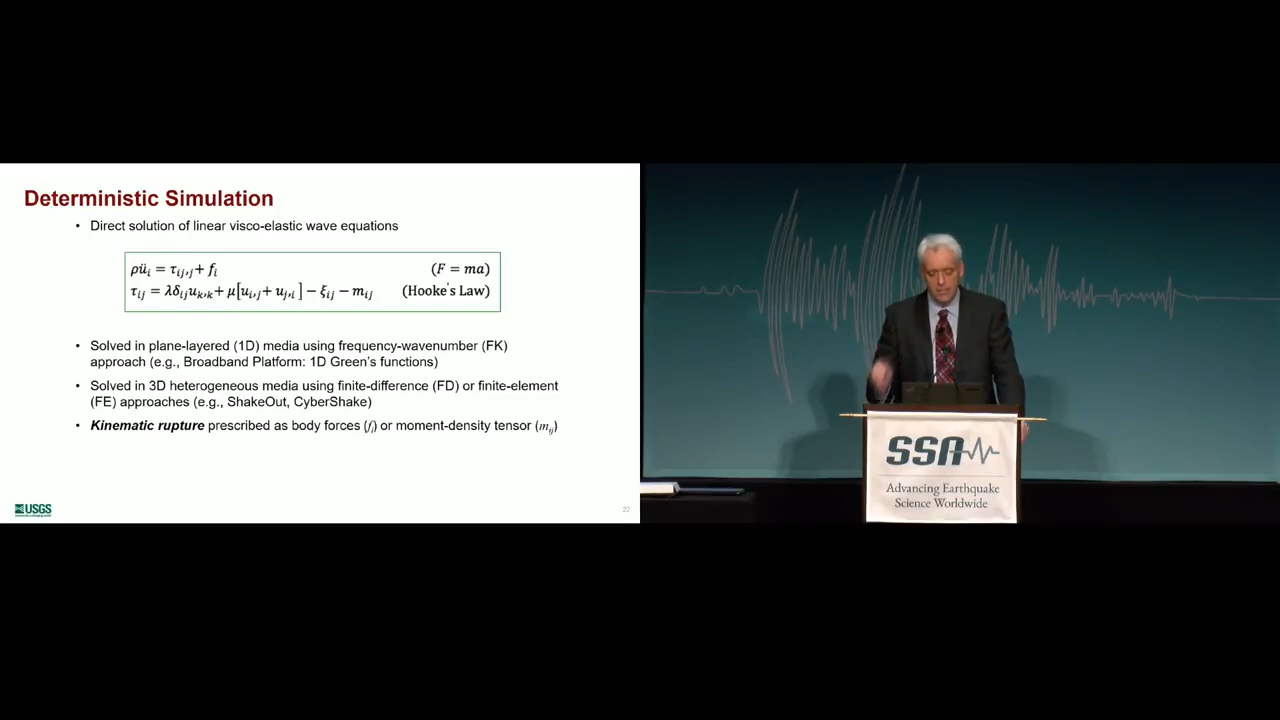 Deterministic Simulation
• Direct solution of linear visco-elastic wave equations
ρüᵢ = τᵢⱼ,ⱼ + fᵢ (F = ma)
τᵢⱼ = λδᵢⱼuₖ,ₖ + μ[uᵢ,ⱼ + uⱼ,ᵢ] − ξᵢⱼ − mᵢⱼ (Hooke's Law)
• Solved in plane-layered (1D) media using frequency-wavenumber (FK)
approach (e.g., Broadband Platform: 1D Green's functions)
• Solved in 3D heterogeneous media using finite-difference (FD) or finite-element
(FE) approaches (e.g., ShakeOut, CyberShake)
• Kinematic rupture prescribed as body forces (fᵢ) or moment-density tensor (mᵢⱼ)
USGS
22
SSA
Advancing Earthquake
Science Worldwide